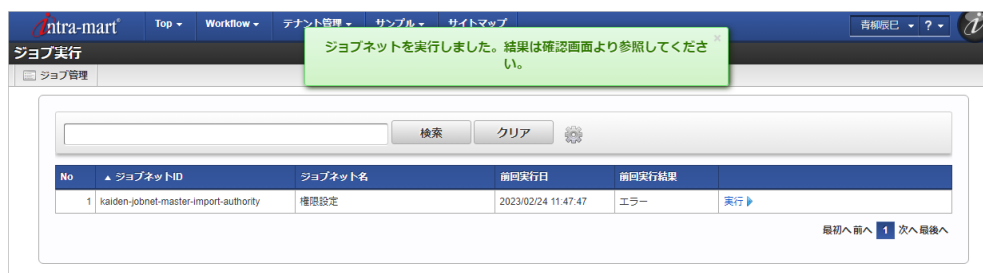 intra-mart Top Workflow テナント管理 サンプル サイトマップ 青柳辰巳 ?
ジョブネットを実行しました。結果は確認画面より参照してくださ
い。
×
ジョブ実行
ジョブ管理
検索 クリア
No ▲ ジョブネットID ジョブネット名 前回実行日 前回実行結果
1 kaiden-jobnet-master-import-authority 権限設定 2023/02/24 11:47:47 エラー 実行
最初へ 前へ 1 次へ 最後へ